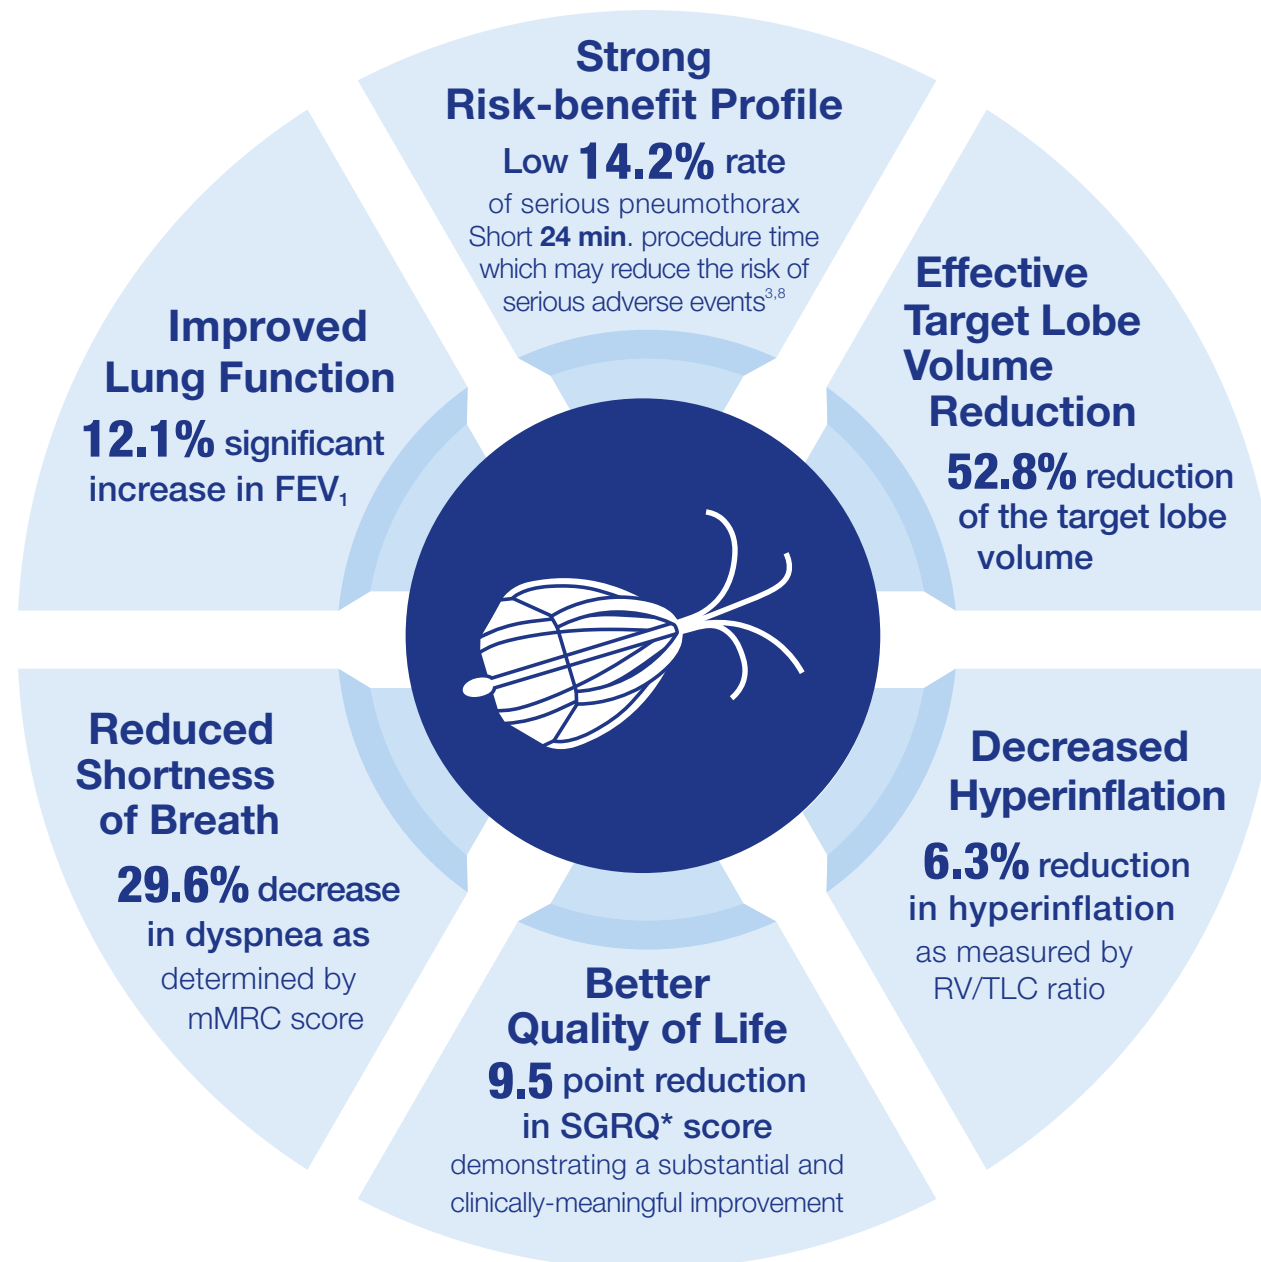 Strong
Risk-benefit Profile
Low 14.2% rate
of serious pneumothorax
Short 24 min. procedure time
which may reduce the risk of
serious adverse events3,8
Effective
Target Lobe
Volume
Reduction
52.8% reduction
of the target lobe
volume
Decreased
Hyperinflation
6.3% reduction
in hyperinflation
as measured by
RV/TLC ratio
Better
Quality of Life
9.5 point reduction
in SGRQ* score
demonstrating a substantial and
clinically-meaningful improvement
Reduced
Shortness
of Breath
29.6% decrease
in dyspnea as
determined by
mMRC score
Improved
Lung Function
12.1% significant
increase in FEV1